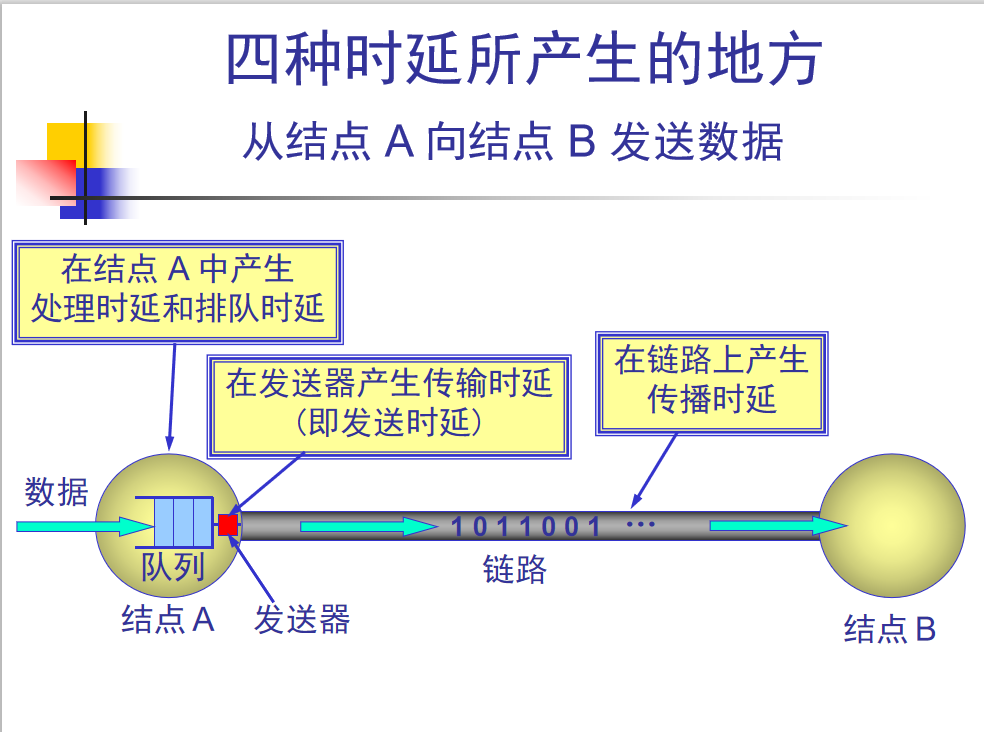 四种时延所产生的地方
从结点 A 向结点 B 发送数据
在结点 A 中产生
处理时延和排队时延
在发送器产生传输时延
（即发送时延）
在链路上产生
传播时延
数据
1 0 1 1 0 0 1 …
队列
链路
结点 A
发送器
结点 B